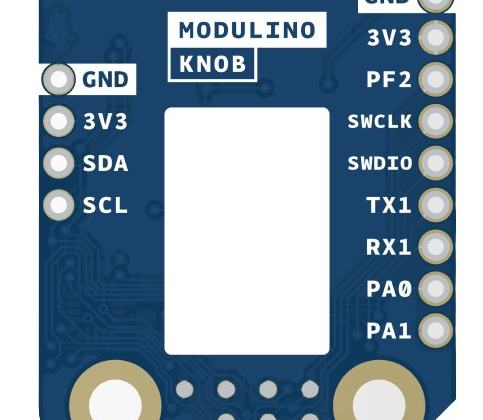 GND
MODULINO
KNOB
3V3
PF2
SWCLK
SWDIO
TX1
RX1
PA0
PA1
GND
3V3
SDA
SCL